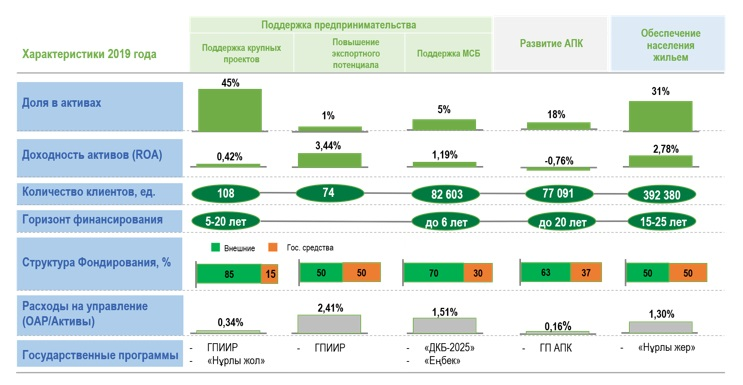 Поддержка предпринимательства
Характеристики 2019 года
Поддержка крупных проектов
Повышение экспортного потенциала
Поддержка МСБ
Развитие АПК
Обеспечение населения жильем
Доля в активах
45%
1%
5%
18%
31%
Доходность активов (ROA)
0,42%
3,44%
1,19%
-0,76%
2,78%
Количество клиентов, ед.
108
74
82 603
77 091
392 380
Горизонт финансирования
5-20 лет
до 6 лет
до 20 лет
15-25 лет
Внешние
Гос. средства
Структура Фондирования, %
85 15
50 50
70 30
63 37
50 50
Расходы на управление
(ОАР/Активы)
0,34%
2,41%
1,51%
0,16%
1,30%
Государственные программы
- ГПИИР
- «Нұрлы жол»
- ГПИИР
- «ДКБ-2025»
- «Еңбек»
- ГП АПК
- «Нұрлы жер»